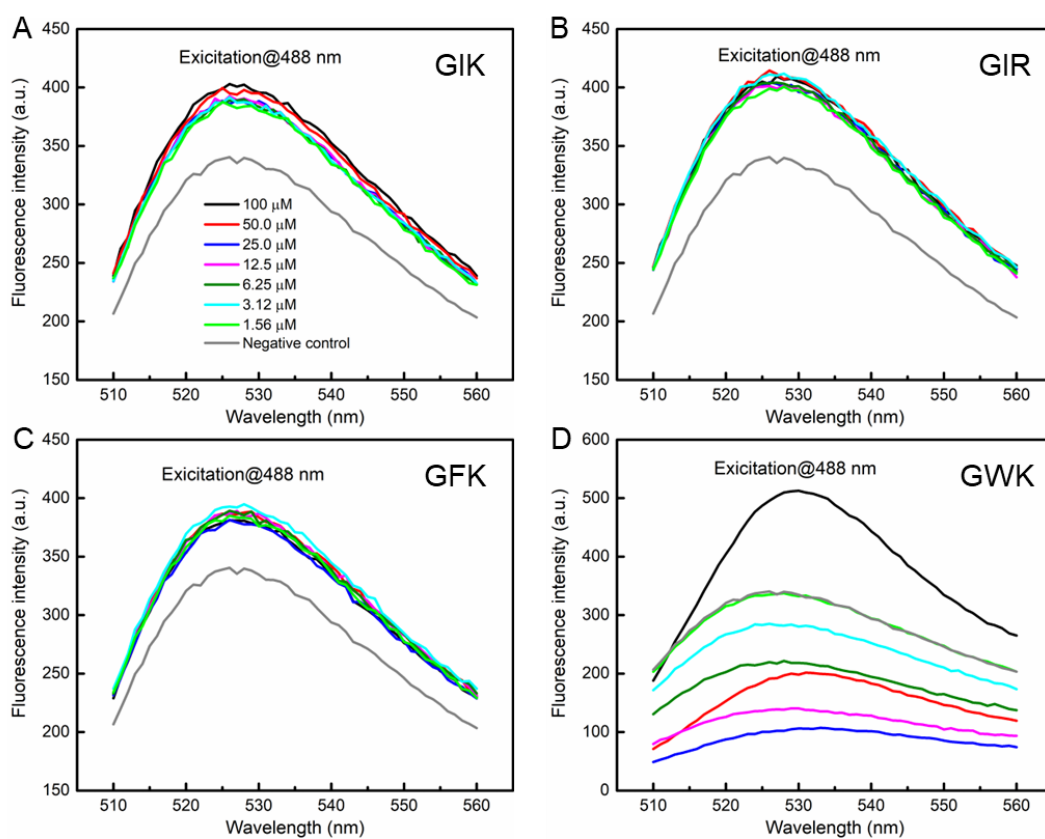 A
Exicitation@488 nm
GIK
Fluorescence intensity (a.u.)
450
400
350
300
250
200
150
100 μM
50.0 μM
25.0 μM
12.5 μM
6.25 μM
3.12 μM
1.56 μM
Negative control
510 520 530 540 550 560
Wavelength (nm)
B
Exicitation@488 nm
GIR
Fluorescence intensity (a.u.)
450
400
350
300
250
200
150
510 520 530 540 550 560
Wavelength (nm)
C
Exicitation@488 nm
GFK
Fluorescence intensity (a.u.)
450
400
350
300
250
200
150
510 520 530 540 550 560
Wavelength (nm)
D
Exicitation@488 nm
GWK
Fluorescence intensity (a.u.)
600
500
400
300
200
100
0
510 520 530 540 550 560
Wavelength (nm)